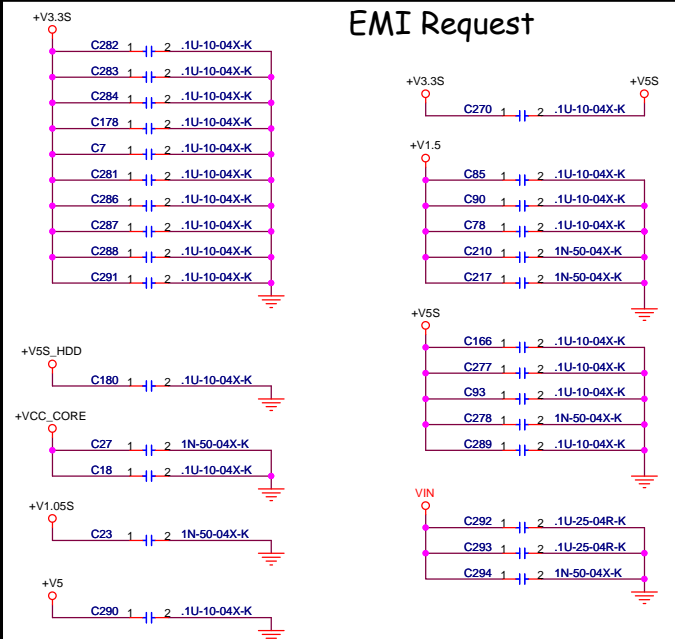 EMI Request
+V3.3S
C282 1 2 .1U-10-04X-K
C283 1 2 .1U-10-04X-K
C284 1 2 .1U-10-04X-K
C178 1 2 .1U-10-04X-K
C7 1 2 .1U-10-04X-K
C281 1 2 .1U-10-04X-K
C286 1 2 .1U-10-04X-K
C287 1 2 .1U-10-04X-K
C288 1 2 .1U-10-04X-K
C291 1 2 .1U-10-04X-K
+V5S_HDD
C180 1 2 .1U-10-04X-K
+VCC_CORE
C27 1 2 1N-50-04X-K
C18 1 2 .1U-10-04X-K
+V1.05S
C23 1 2 1N-50-04X-K
+V5
C290 1 2 .1U-10-04X-K
+V3.3S +V5S
C270 1 2 .1U-10-04X-K
+V1.5
C85 1 2 .1U-10-04X-K
C90 1 2 .1U-10-04X-K
C78 1 2 .1U-10-04X-K
C210 1 2 1N-50-04X-K
C217 1 2 1N-50-04X-K
+V5S
C166 1 2 .1U-10-04X-K
C277 1 2 .1U-10-04X-K
C93 1 2 .1U-10-04X-K
C278 1 2 1N-50-04X-K
C289 1 2 .1U-10-04X-K
VIN
C292 1 2 .1U-25-04R-K
C293 1 2 .1U-25-04R-K
C294 1 2 1N-50-04X-K